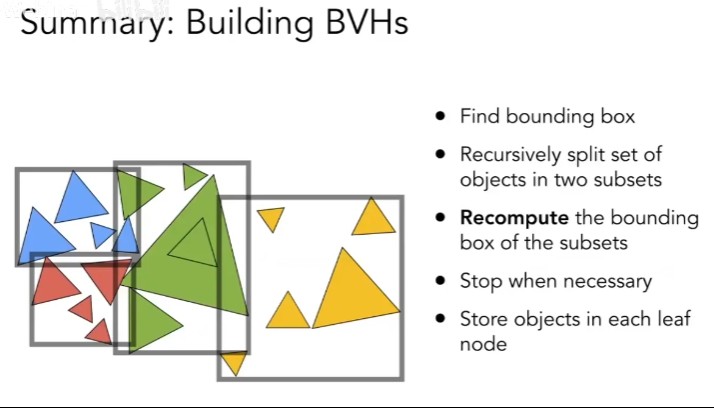 Summary: Building BVHs
• Find bounding box
• Recursively split set of
objects in two subsets
• Recompute the bounding
box of the subsets
• Stop when necessary
• Store objects in each leaf
node